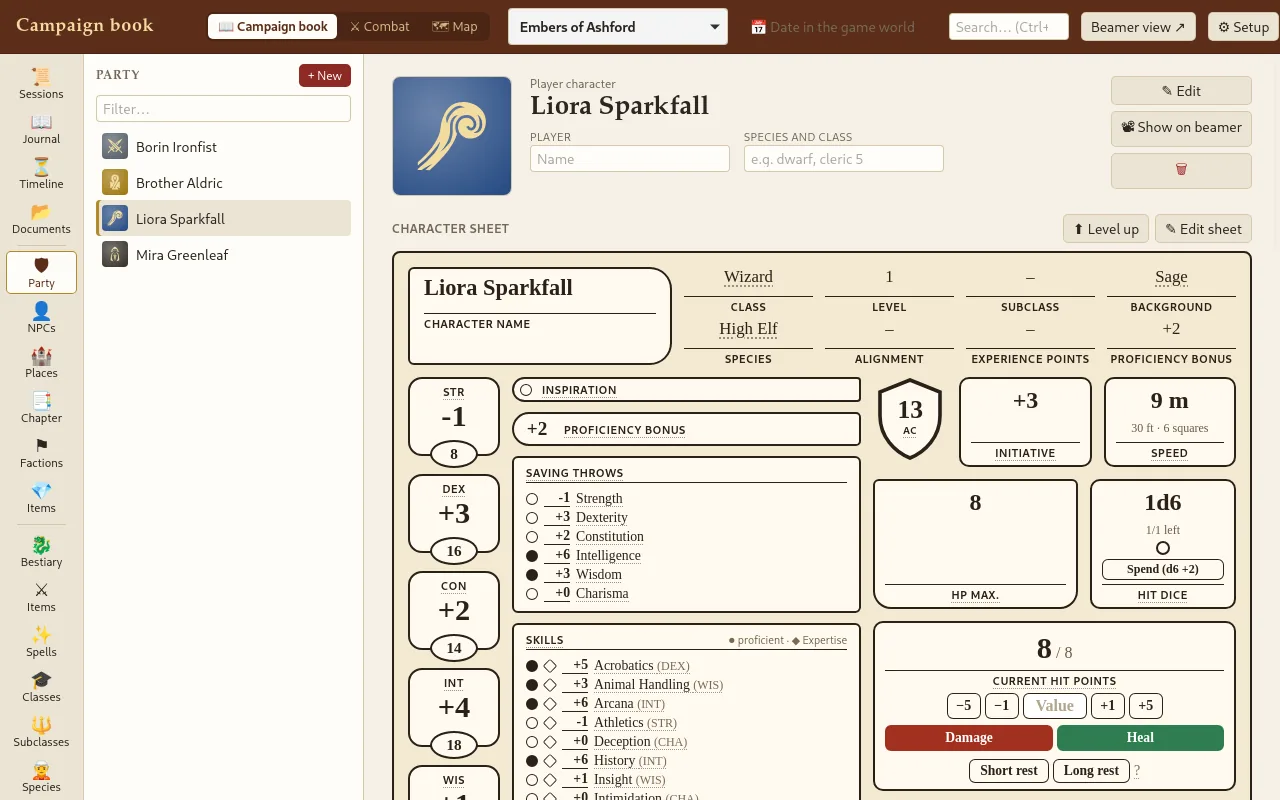 Campaign book
📖 Campaign book
⚔ Combat
🗺 Map
Embers of Ashford
📅 Date in the game world
Search… (Ctrl+
Beamer view ↗
⚙ Setup
Sessions
Journal
Timeline
Documents
Party
NPCs
Places
Chapter
Factions
Items
Bestiary
Items
Spells
Classes
Subclasses
Species
PARTY
+ New
Filter…
Borin Ironfist
Brother Aldric
Liora Sparkfall
Mira Greenleaf
Player character
Liora Sparkfall
PLAYER
Name
SPECIES AND CLASS
e.g. dwarf, cleric 5
✎ Edit
📽 Show on beamer
CHARACTER SHEET
⬆ Level up
✎ Edit sheet
Liora Sparkfall
CHARACTER NAME
Wizard
CLASS
1
LEVEL
–
SUBCLASS
Sage
BACKGROUND
High Elf
SPECIES
–
ALIGNMENT
–
EXPERIENCE POINTS
+2
PROFICIENCY BONUS
STR
-1
8
DEX
+3
16
CON
+2
14
INT
+4
18
WIS
INSPIRATION
+2 PROFICIENCY BONUS
SAVING THROWS
-1 Strength
+3 Dexterity
+2 Constitution
+6 Intelligence
+3 Wisdom
+0 Charisma
SKILLS
● proficient · ◆ Expertise
+5 Acrobatics (DEX)
+3 Animal Handling (WIS)
+6 Arcana (INT)
-1 Athletics (STR)
+0 Deception (CHA)
+6 History (INT)
+1 Insight (WIS)
+0 Intimidation (CHA)
13
AC
+3
INITIATIVE
9 m
30 ft · 6 squares
SPEED
8
HP MAX.
1d6
1/1 left
Spend (d6 +2)
HIT DICE
8 / 8
CURRENT HIT POINTS
−5
−1
Value
+1
+5
Damage
Heal
Short rest
Long rest
?